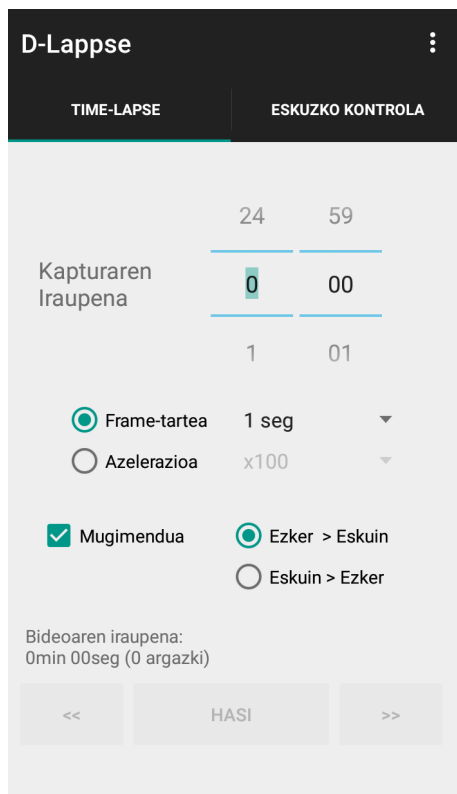 D-Lappse
TIME-LAPSE
ESKUZKO KONTROLA
24 59
Kapturaren
Iraupena
0 00
1 01
Frame-tartea 1 seg
Azelerazioa x100
Mugimendua Ezker > Eskuin
Eskuin > Ezker
Bideoaren iraupena:
0min 00seg (0 argazki)
<< HASI >>